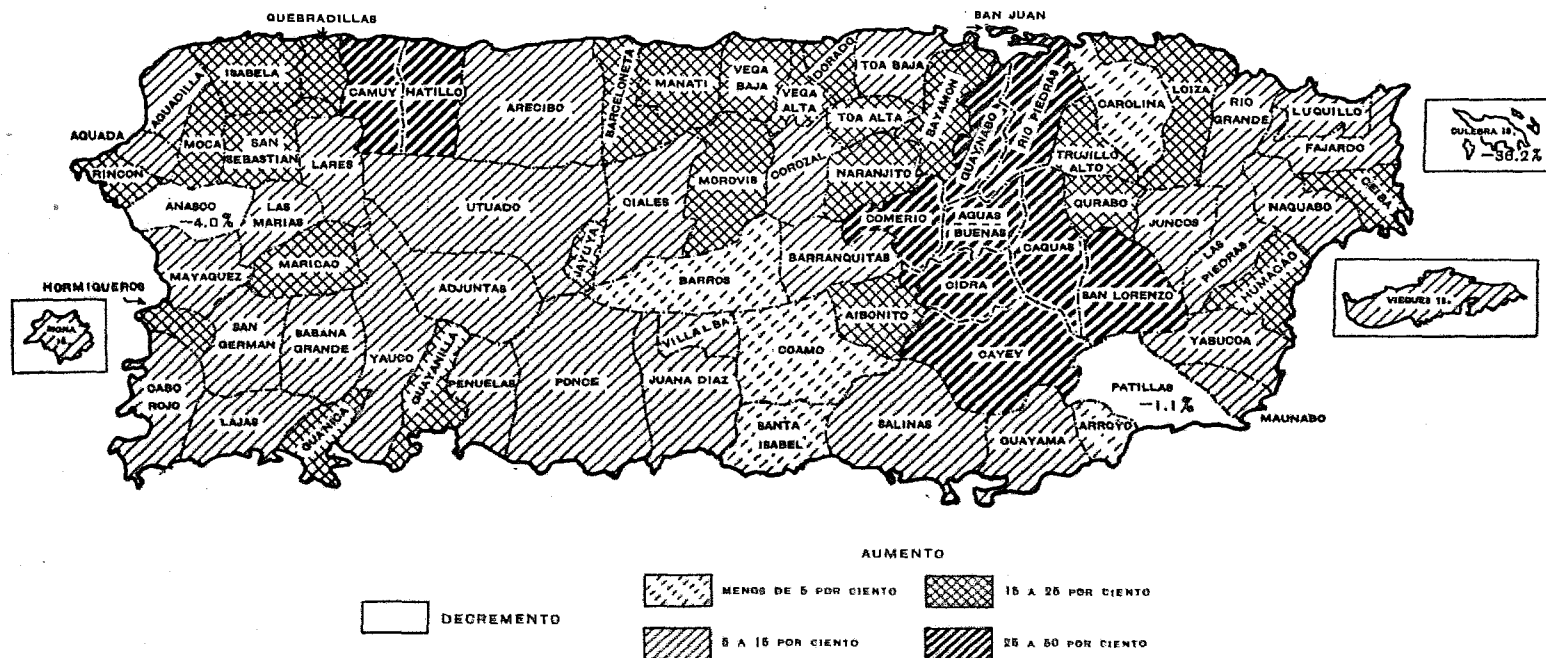 QUEBRADILLAS
SAN JUAN
ISABELA
AGUADILLA
CAMUY
HATILLO
ARECIBO
BARCELONETA
MANATI
VEGA
BAJA
VEGA
ALTA
DORADO
TOA BAJA
TOA ALTA
BAYAMON
GUAYNABO
RIO PIEDRAS
CAROLINA
LOIZA
RIO
GRANDE
LUQUILLO
FAJARDO
CULEBRA IS.
—36.2%
AGUADA
MOCA
SAN
SEBASTIAN
LARES
RINCON
ANASCO
—4.0%
LAS
MARIAS
UTUADO
CIALES
MOROVIS
COROZAL
NARANJITO
TRUJILLO
ALTO
GURABO
JUNCOS
NAGUABO
CEIBA
COMERIO
AGUAS
BUENAS
CAGUAS
LAS
PIEDRAS
HUMACAO
MAYAGUEZ
MARICAO
JAYUYA
BARROS
BARRANQUITAS
CIDRA
SAN LORENZO
VIEQUES IS.
HORMIGUEROS
MONA
IS.
ADJUNTAS
SAN
GERMAN
SABANA
GRANDE
YAUCO
GUAYANILLA
PENUELAS
PONCE
VILLALBA
JUANA DIAZ
COAMO
AIBONITO
CAYEY
YABUCOA
PATILLAS
—1.1%
MAUNABO
CABO
ROJO
LAJAS
GUANICA
SANTA
ISABEL
SALINAS
GUAYAMA
ARROYO
AUMENTO
DECREMENTO
MENOS DE 5 POR CIENTO
15 A 25 POR CIENTO
5 A 15 POR CIENTO
25 A 50 POR CIENTO